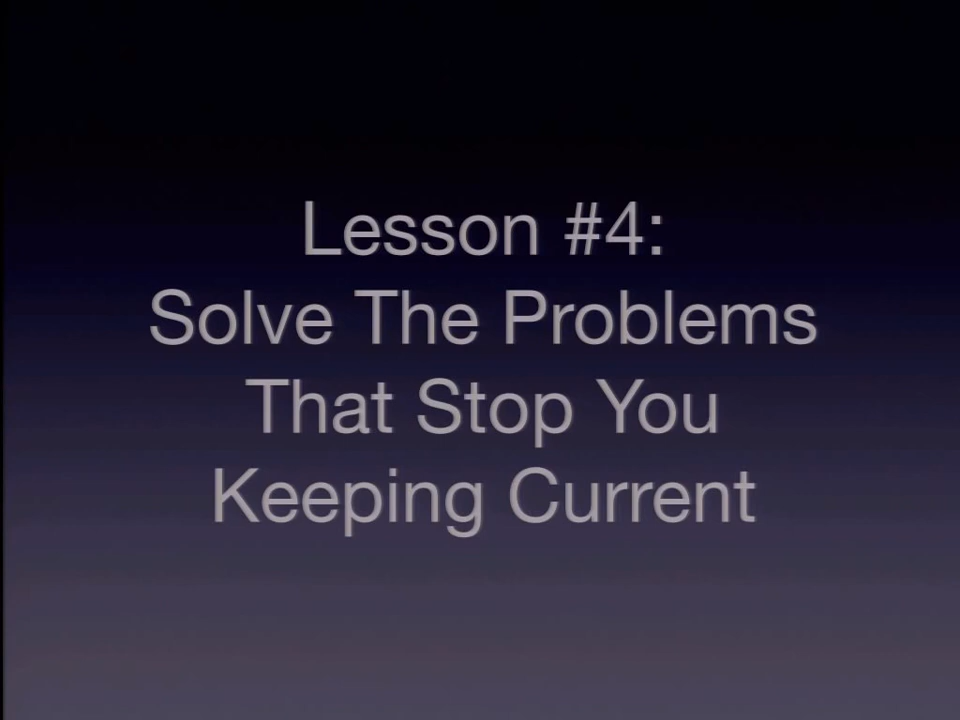 Lesson #4:
Solve The Problems
That Stop You
Keeping Current